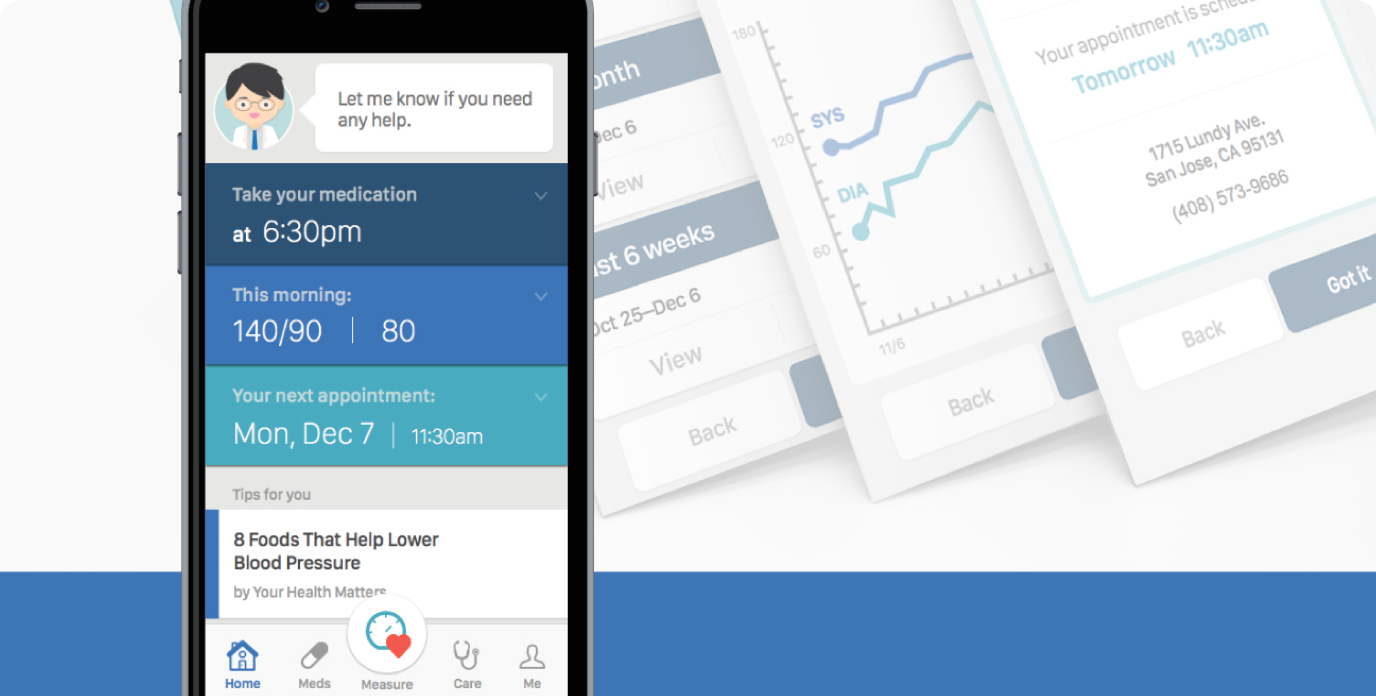 Let me know if you need
any help.
Take your medication
at 6:30pm
This morning:
140/90 | 80
Your next appointment:
Mon, Dec 7 | 11:30am
Tips for you
8 Foods That Help Lower
Blood Pressure
by Your Health Matters
Home
Meds
Measure
Care
Me
Dec 6
View
6 weeks
Oct 25–Dec 6
View
Back
180
120
60
SYS
DIA
11/6
Back
Your appointment is
Tomorrow 11:30am
1715 Lundy Ave.
San Jose, CA 95131
(408) 573-9686
Back
Got it